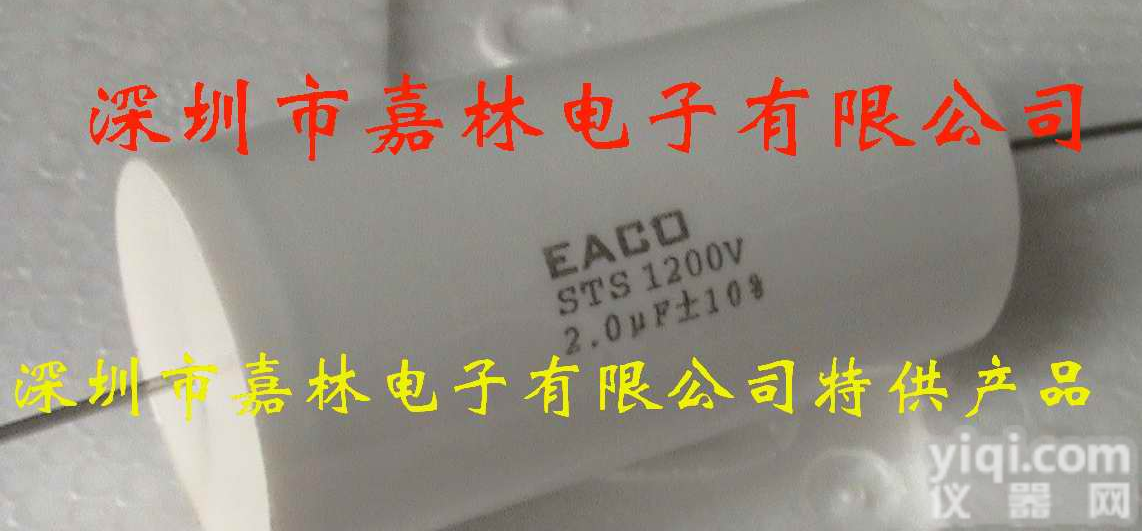 深圳市嘉林电子有限公司
EACO
STS 1200V
2.0μF±10%
深圳市嘉林电子有限公司特供产品
yiqi.com
仪器网